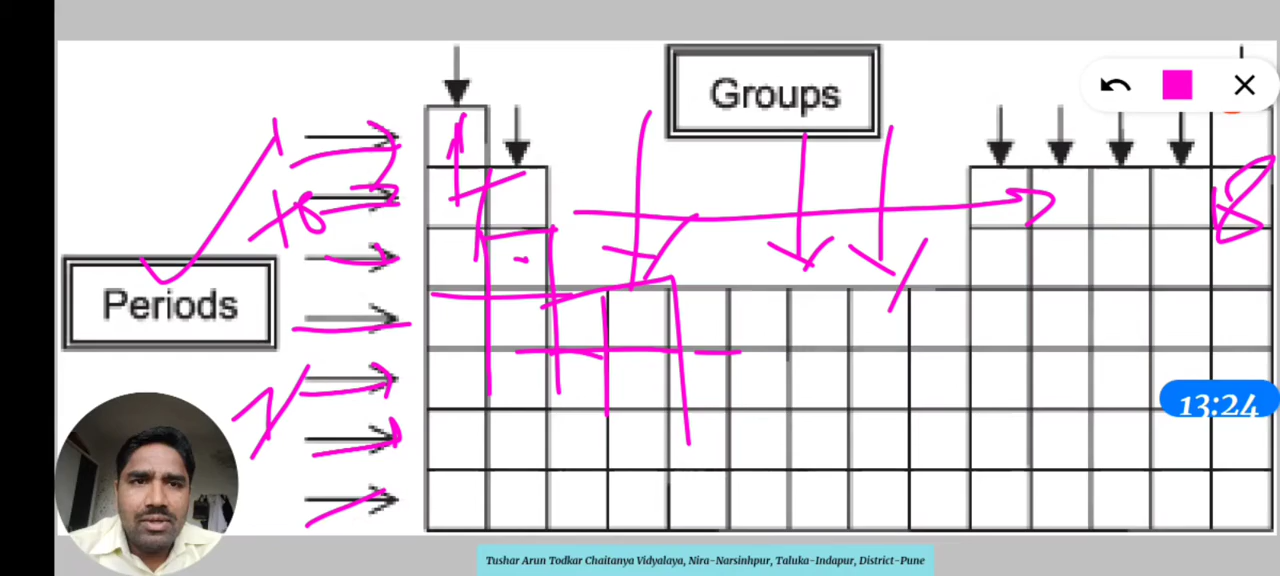 Groups
18
Periods
13:24
Tushar Arun Todkar Chaitanya Vidyalaya, Nira-Narsinhpur, Taluka-Indapur, District-Pune